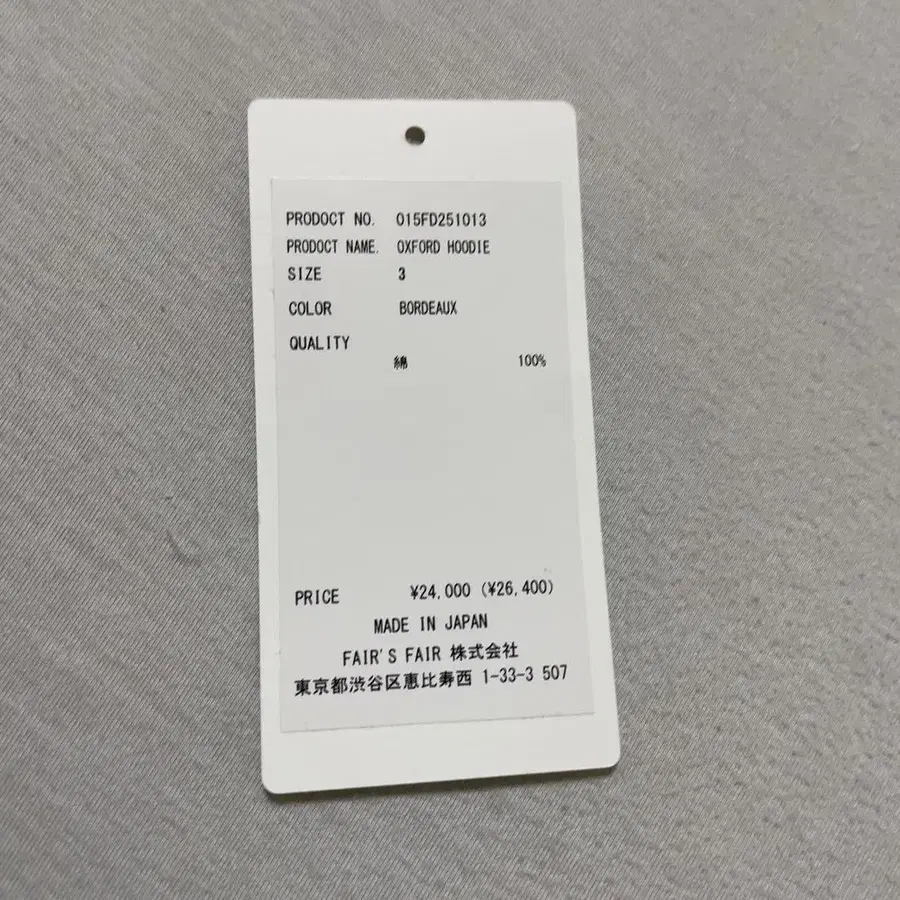 PRODOCT NO. 015FD251013
PRODOCT NAME. OXFORD HOODIE
SIZE 3
COLOR BORDEAUX
QUALITY
綿 100%
PRICE ¥24,000 (¥26,400)
MADE IN JAPAN
FAIR'S FAIR 株式会社
東京都渋谷区恵比寿西 1-33-3 507